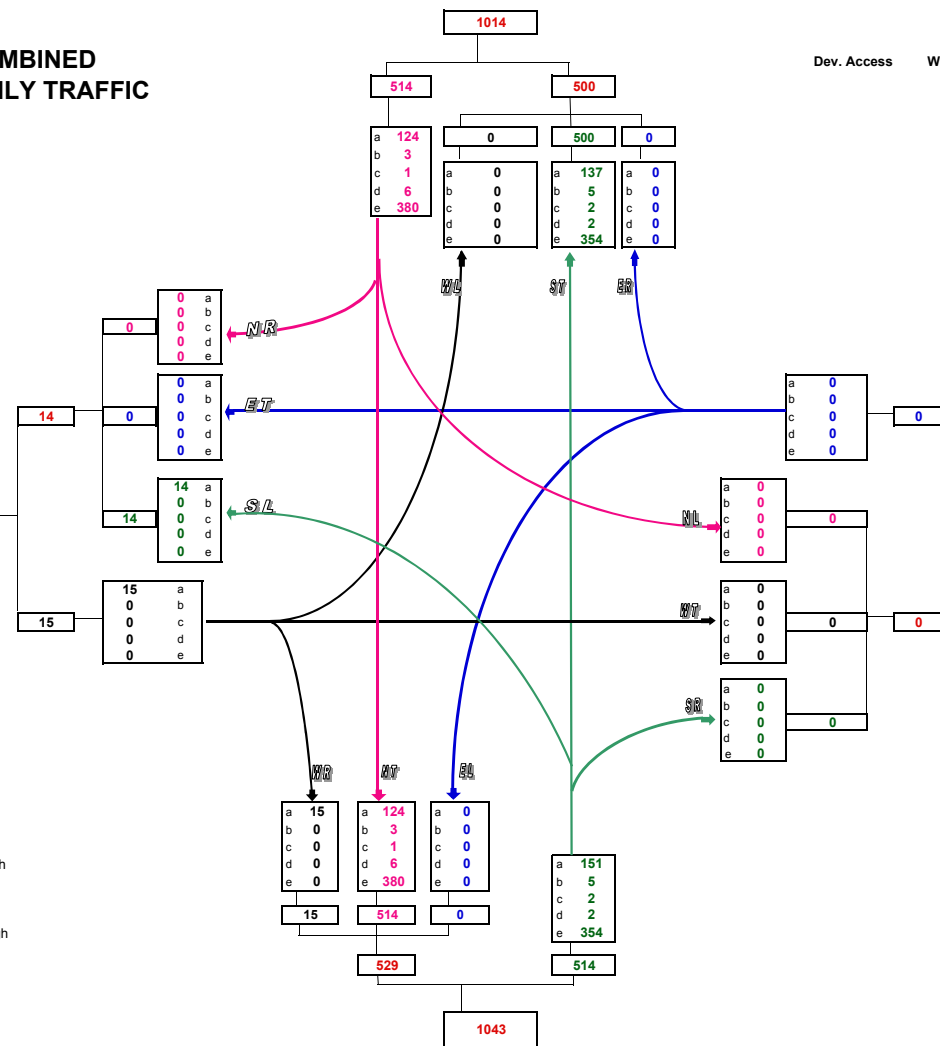 1014
MBINED
Dev. Access W
ILY TRAFFIC
514 500
a 124
b 3
c 1
d 6
e 380
0 500 0
a 0
b 0
c 0
d 0
e 0
a 137
b 5
c 2
d 2
e 354
a 0
b 0
c 0
d 0
e 0
WL ST ER
0 a
0 b
0 c
0 d
0 e
0
NR
0 a
0 b
0 c
0 d
0 e
14 0
ET
a 0
b 0
c 0
d 0
e 0
0
14 a
0 b
0 c
0 d
0 e
14
SL
a 0
b 0
c 0
d 0
e 0
NL
0
15 a
0 b
0 c
0 d
0 e
15
a 0
b 0
c 0
d 0
e 0
WT
0 0
a 0
b 0
c 0
d 0
e 0
SR
0
WR NT EL
a 15
b 0
c 0
d 0
e 0
a 124
b 3
c 1
d 6
e 380
a 0
b 0
c 0
d 0
e 0
a 151
b 5
c 2
d 2
e 354
h
15 514 0
gh
529 514
1043